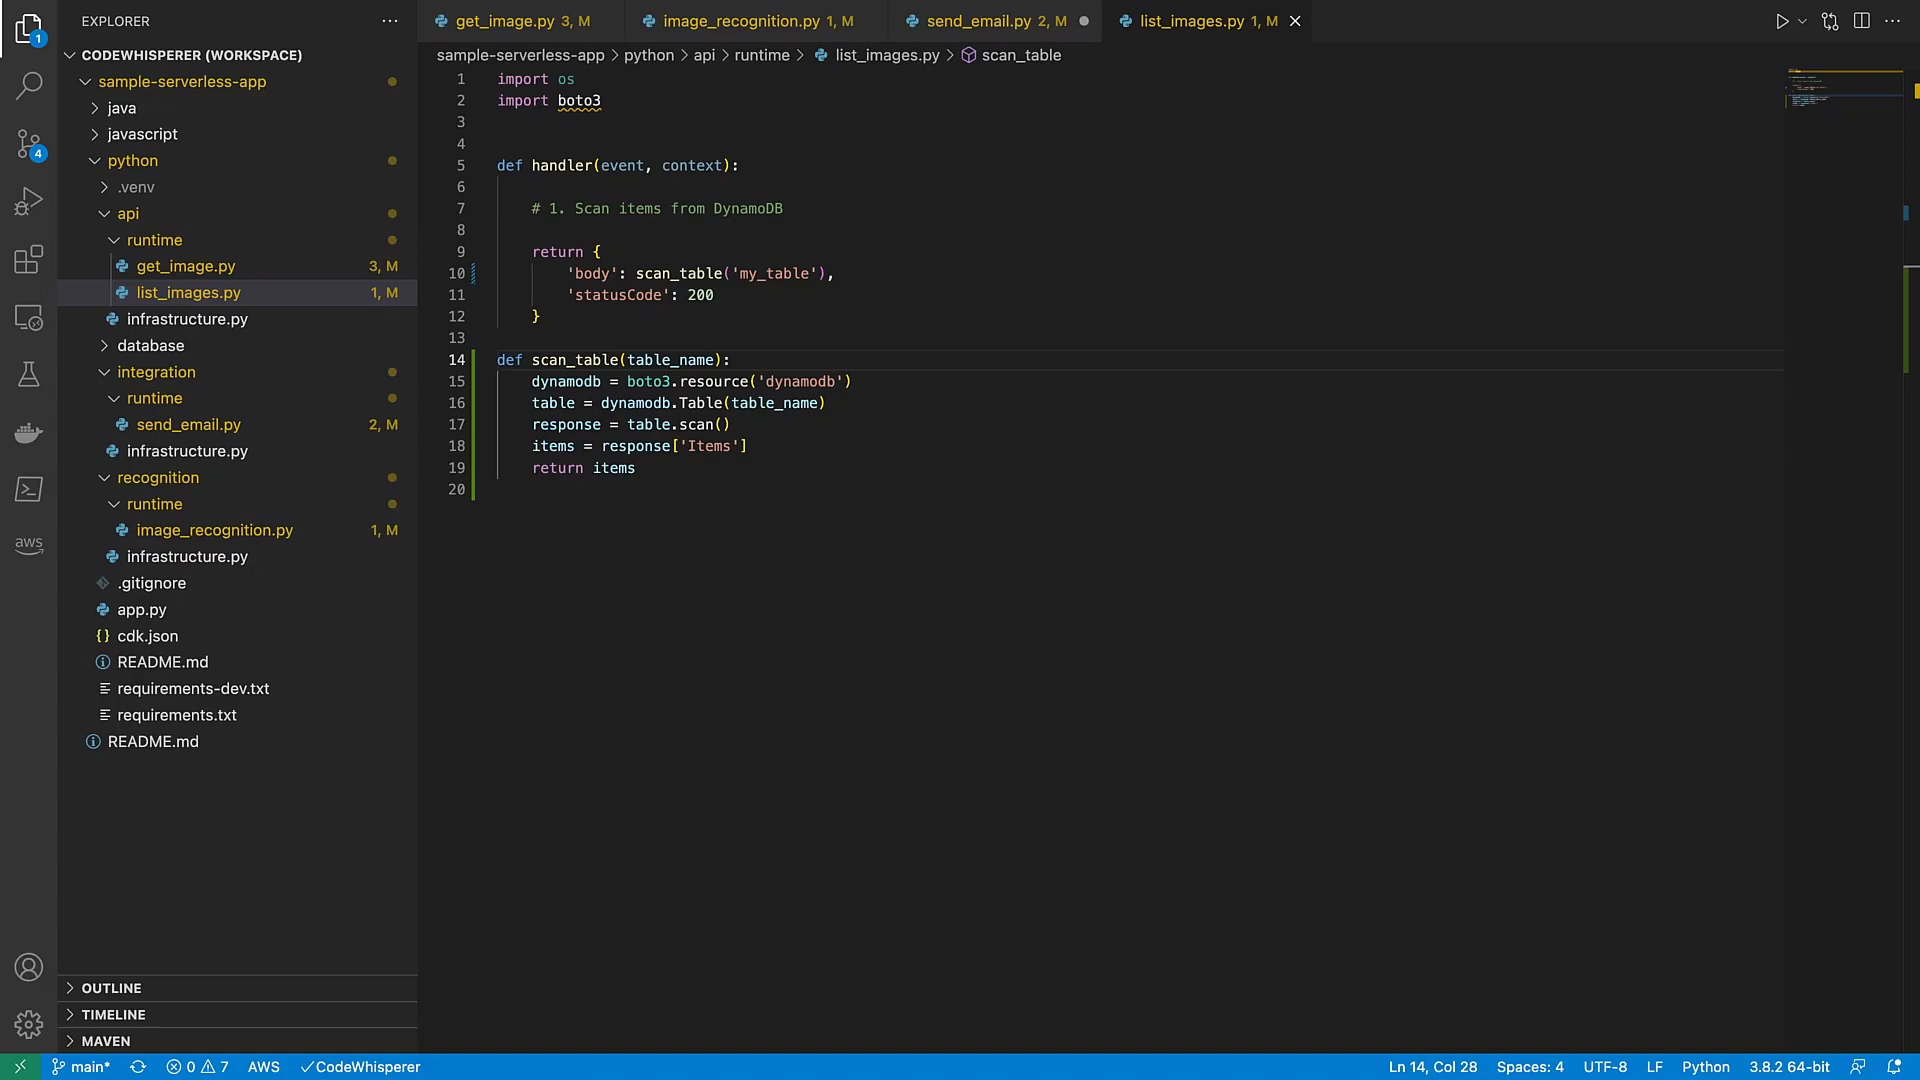 EXPLORER
CODEWHISPERER (WORKSPACE)
sample-serverless-app
java
javascript
python
.venv
api
runtime
get_image.py 3, M
list_images.py 1, M
infrastructure.py
database
integration
runtime
send_email.py 2, M
infrastructure.py
recognition
runtime
image_recognition.py 1, M
infrastructure.py
.gitignore
app.py
cdk.json
README.md
requirements-dev.txt
requirements.txt
README.md
OUTLINE
TIMELINE
MAVEN
1
4
aws
get_image.py 3, M image_recognition.py 1, M send_email.py 2, M list_images.py 1, M
sample-serverless-app > python > api > runtime > list_images.py > scan_table
1 import os
2 import boto3
3
4
5 def handler(event, context):
6
7 # 1. Scan items from DynamoDB
8
9 return {
10 'body': scan_table('my_table'),
11 'statusCode': 200
12 }
13
14 def scan_table(table_name):
15 dynamodb = boto3.resource('dynamodb')
16 table = dynamodb.Table(table_name)
17 response = table.scan()
18 items = response['Items']
19 return items
20
main* 0 7 AWS ✓CodeWhisperer Ln 14, Col 28 Spaces: 4 UTF-8 LF Python 3.8.2 64-bit